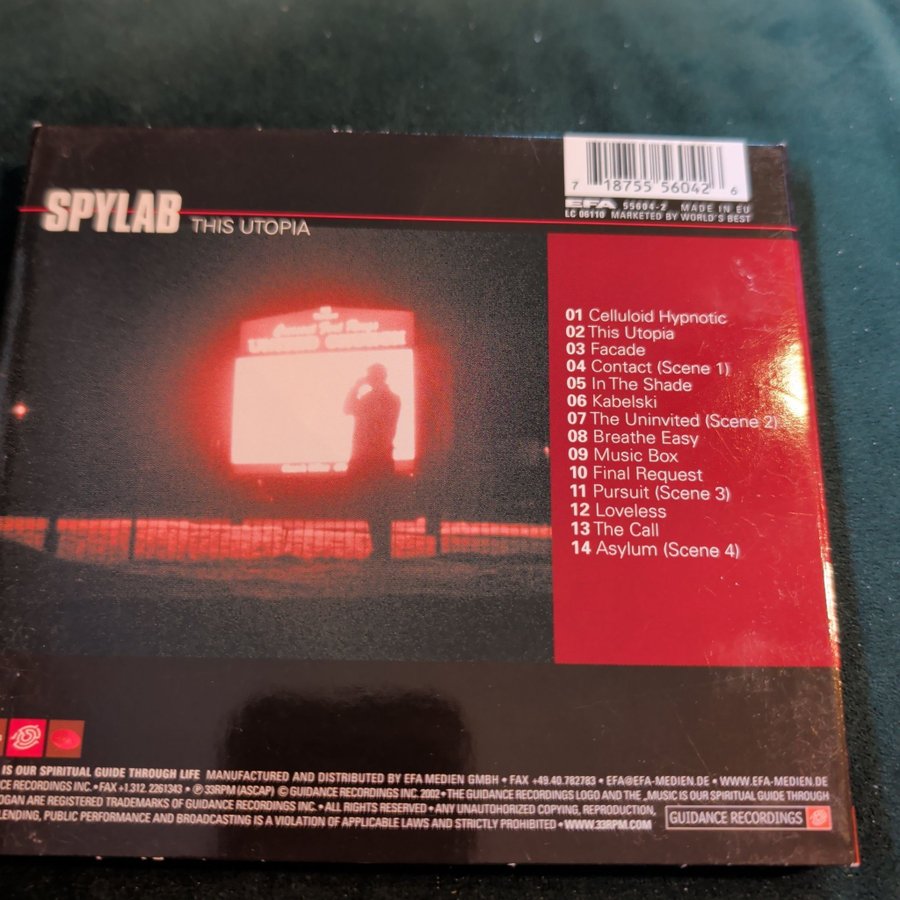 7 18755 56042 6
EFA 55604-2 MADE IN EU
LC 06110 MARKETED BY WORLD'S BEST
SPYLAB THIS UTOPIA
01 Celluloid Hypnotic
02 This Utopia
03 Facade
04 Contact (Scene 1)
05 In The Shade
06 Kabelski
07 The Uninvited (Scene 2)
08 Breathe Easy
09 Music Box
10 Final Request
11 Pursuit (Scene 3)
12 Loveless
13 The Call
14 Asylum (Scene 4)
IS OUR SPIRITUAL GUIDE THROUGH LIFE MANUFACTURED AND DISTRIBUTED BY EFA MEDIEN GMBH • FAX +49.40.782783 • EFA@EFA-MEDIEN.DE • WWW.EFA-MEDIEN.DE
CE RECORDINGS INC. • FAX +1.312. 2261343 • ℗ 33RPM (ASCAP) © GUIDANCE RECORDINGS INC. 2002 • THE GUIDANCE RECORDINGS LOGO AND THE _MUSIC IS OUR SPIRITUAL GUIDE THROUGH
OGAN ARE REGISTERED TRADEMARKS OF GUIDANCE RECORDINGS INC. • ALL RIGHTS RESERVED • ANY UNAUTOHORIZED COPYING, REPRODUCTION,
LENDING, PUBLIC PERFORMANCE AND BROADCASTING IS A VIOLATION OF APPLICABLE LAWS AND STRICTLY PROHIBITED • WWW.33RPM.COM
GUIDANCE RECORDINGS